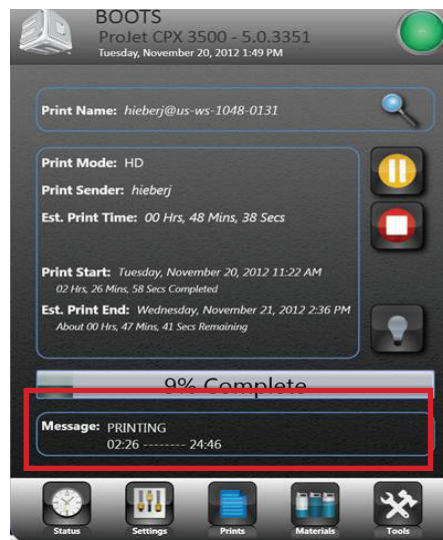 BOOTS
ProJet CPX 3500 - 5.0.3351
Tuesday, November 20, 2012 1:49 PM
Print Name: hieberj@us-ws-1048-0131
Print Mode: HD
Print Sender: hieberj
Est. Print Time: 00 Hrs, 48 Mins, 38 Secs
Print Start: Tuesday, November 20, 2012 11:22 AM
02 Hrs, 26 Mins, 58 Secs Completed
Est. Print End: Wednesday, November 21, 2012 2:36 PM
About 00 Hrs, 47 Mins, 41 Secs Remaining
9% Complete
Message: PRINTING
02:26 -------- 24:46
Status Settings Prints Materials Tools